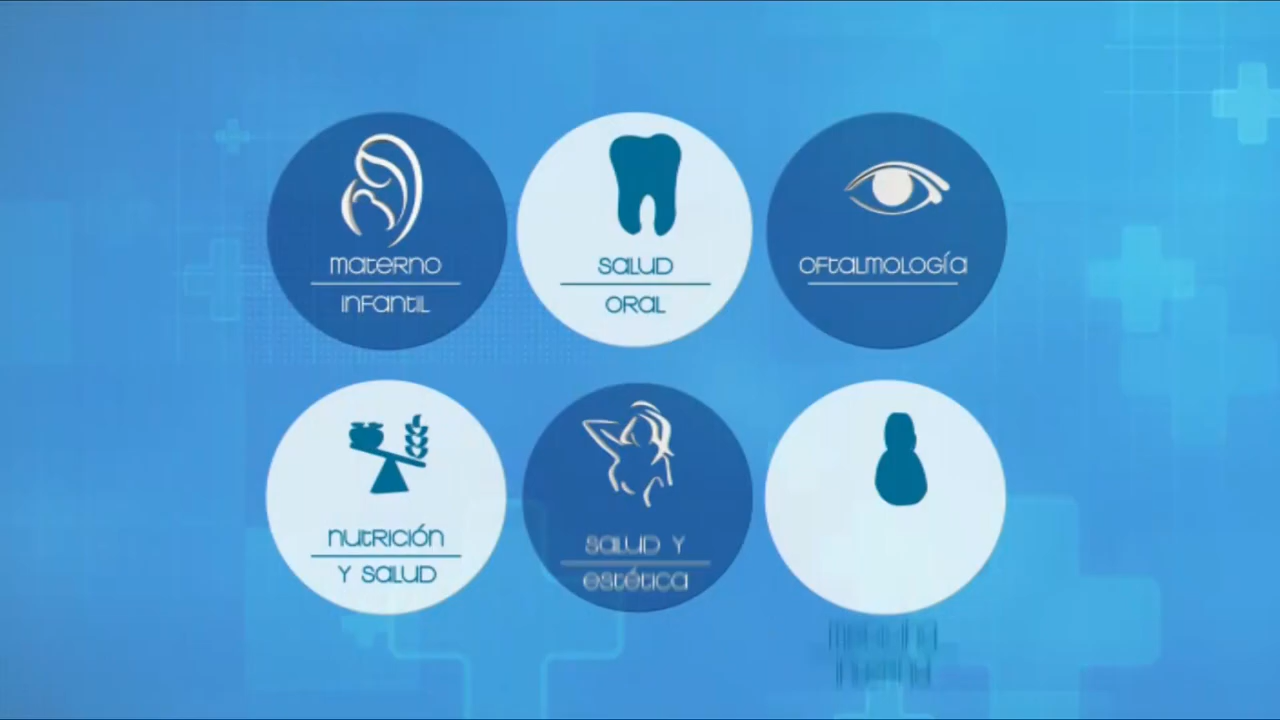 materno
infantil
salud
oral
oftalmología
nutrición
y salud
salud y
estética